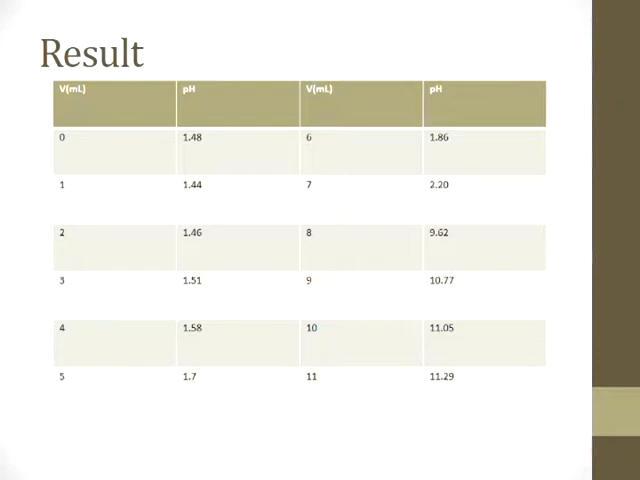 Result
V(mL) pH V(mL) pH
0 1.48 6 1.86
1 1.44 7 2.20
2 1.46 8 9.62
3 1.51 9 10.77
4 1.58 10 11.05
5 1.7 11 11.29